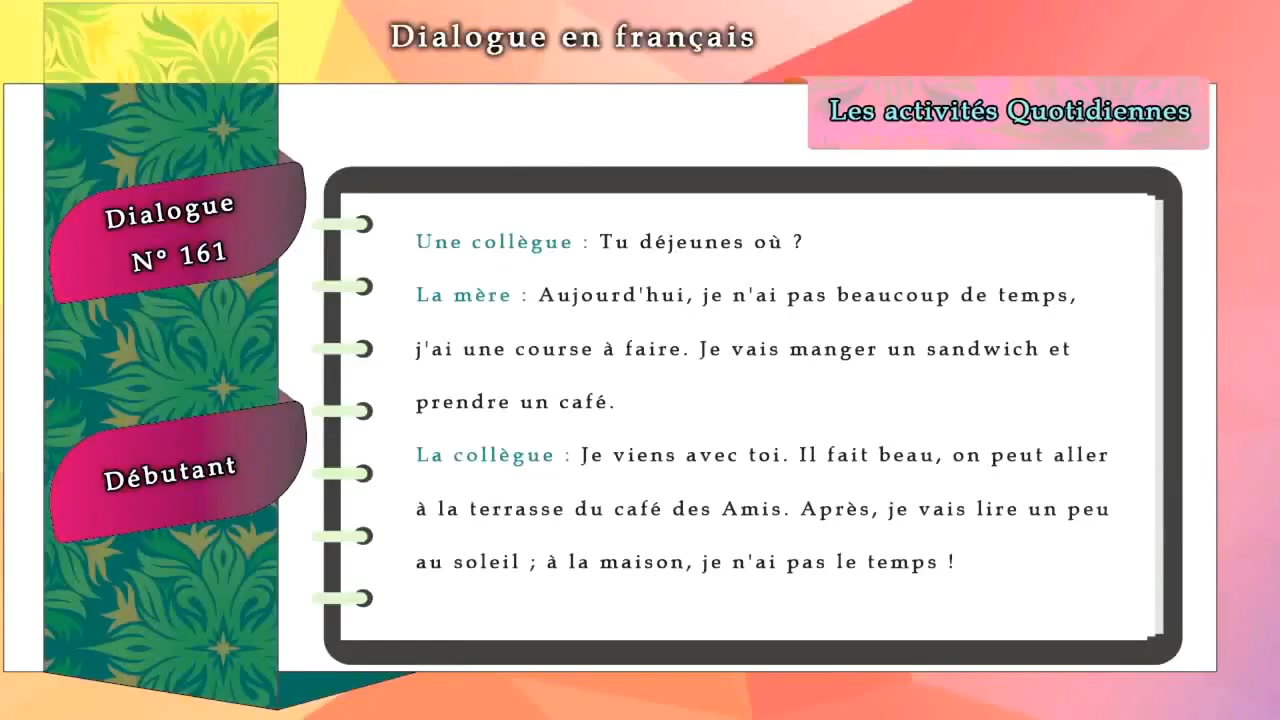 Dialogue en français
Les activités Quotidiennes
Dialogue
N° 161
Débutant
Une collègue : Tu déjeunes où ?
La mère : Aujourd'hui, je n'ai pas beaucoup de temps,
j'ai une course à faire. Je vais manger un sandwich et
prendre un café.
La collègue : Je viens avec toi. Il fait beau, on peut aller
à la terrasse du café des Amis. Après, je vais lire un peu
au soleil ; à la maison, je n'ai pas le temps !